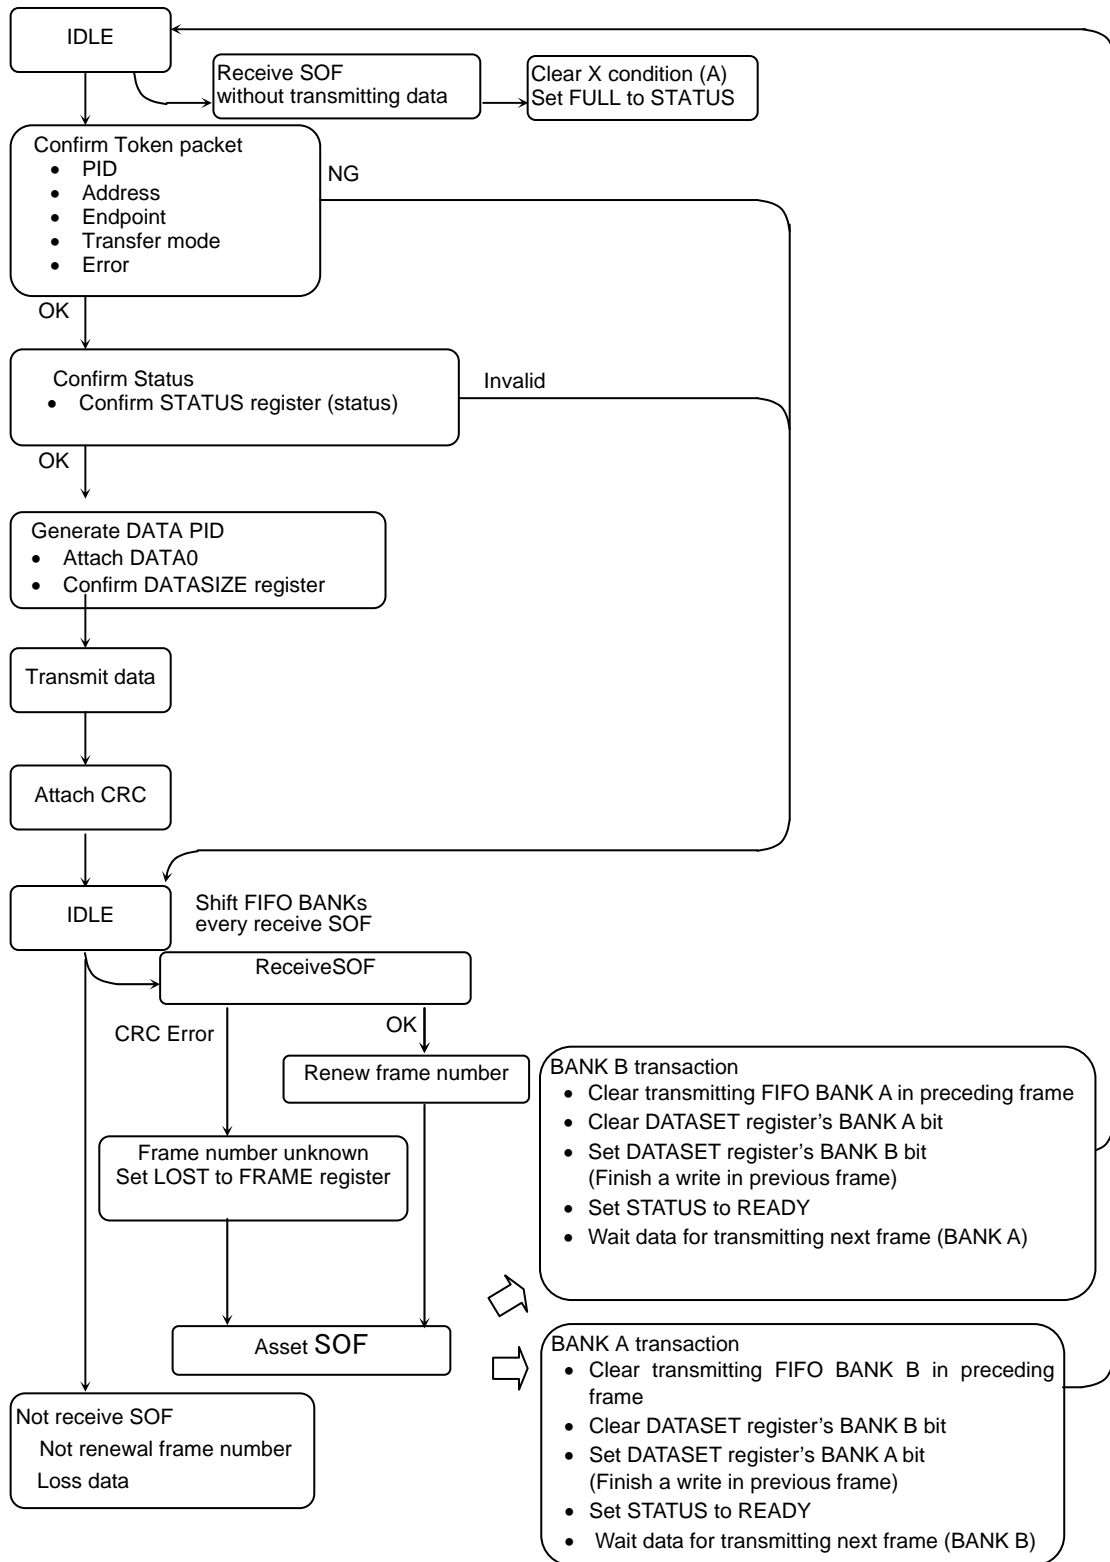 IDLE
Receive SOF
without transmitting data
Clear X condition (A)
Set FULL to STATUS
Confirm Token packet
• PID
• Address
• Endpoint
• Transfer mode
• Error
NG
OK
Confirm Status
• Confirm STATUS register (status)
Invalid
OK
Generate DATA PID
• Attach DATA0
• Confirm DATASIZE register
Transmit data
Attach CRC
IDLE
Shift FIFO BANKs
every receive SOF
ReceiveSOF
CRC Error
OK
Renew frame number
Frame number unknown
Set LOST to FRAME register
Asset SOF
Not receive SOF
Not renewal frame number
Loss data
BANK B transaction
• Clear transmitting FIFO BANK A in preceding frame
• Clear DATASET register's BANK A bit
• Set DATASET register's BANK B bit
(Finish a write in previous frame)
• Set STATUS to READY
• Wait data for transmitting next frame (BANK A)
BANK A transaction
• Clear transmitting FIFO BANK B in preceding
frame
• Clear DATASET register's BANK B bit
• Set DATASET register's BANK A bit
(Finish a write in previous frame)
• Set STATUS to READY
• Wait data for transmitting next frame (BANK B)